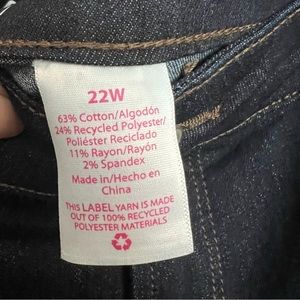 22W
63% Cotton/Algodón
24% Recycled Polyester/
Poliéster Reciclado
11% Rayon/Rayón
2% Spandex
Made in/Hecho en
China
THIS LABEL YARN IS MADE
OUT OF 100% RECYCLED
POLYESTER MATERIALS